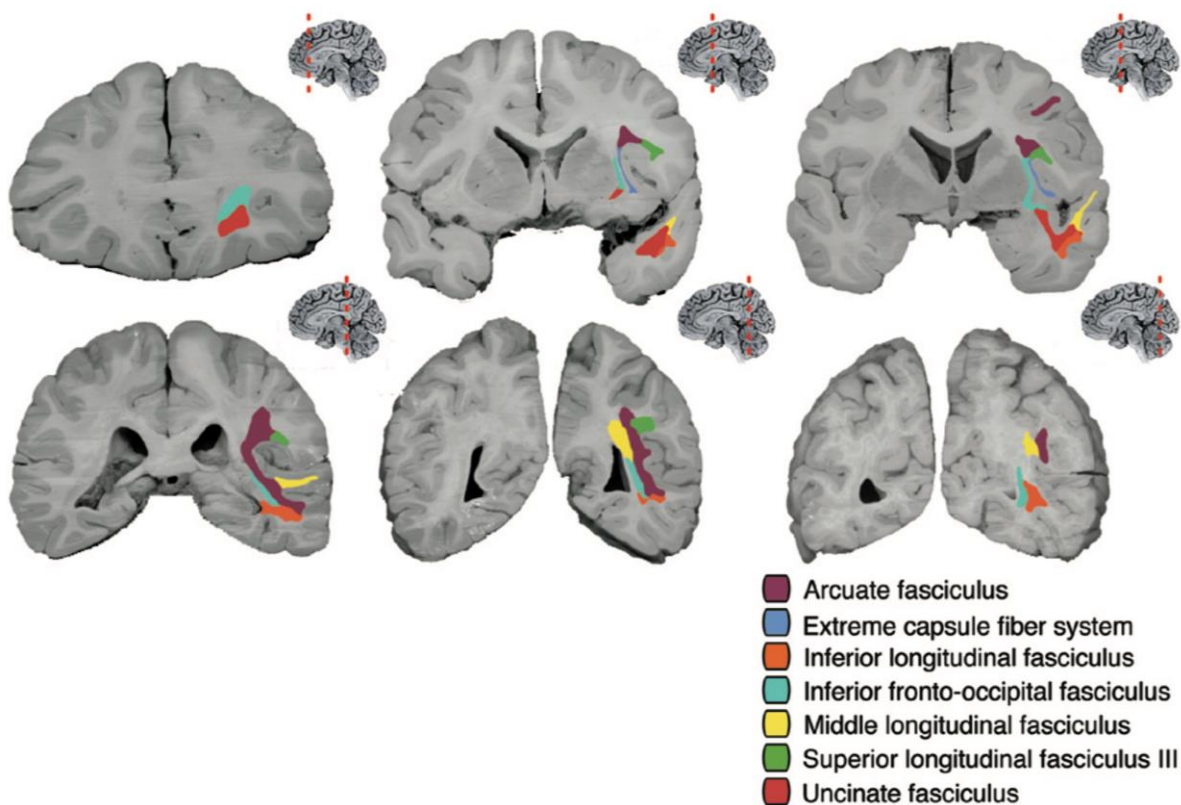 Arcuate fasciculus
Extreme capsule fiber system
Inferior longitudinal fasciculus
Inferior fronto-occipital fasciculus
Middle longitudinal fasciculus
Superior longitudinal fasciculus III
Uncinate fasciculus